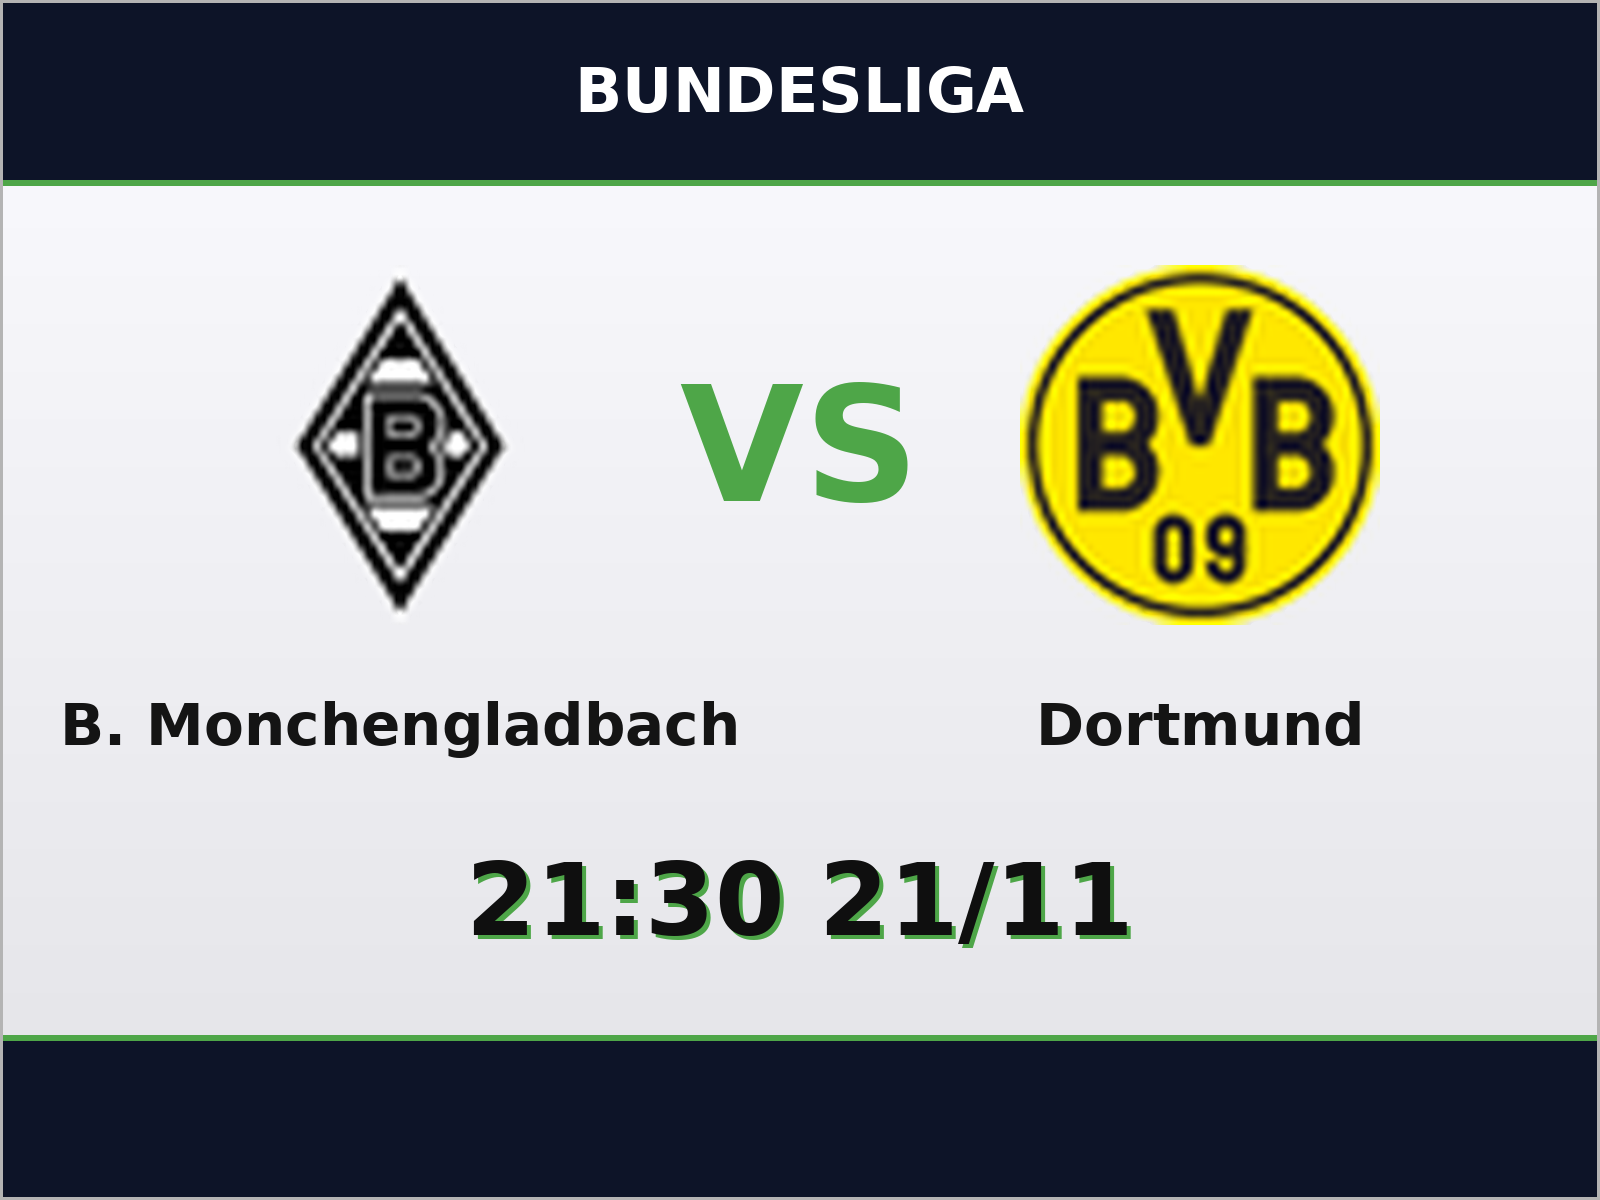 BUNDESLIGA
B
VS
BVB
09
B. Monchengladbach
Dortmund
21:30 21/11